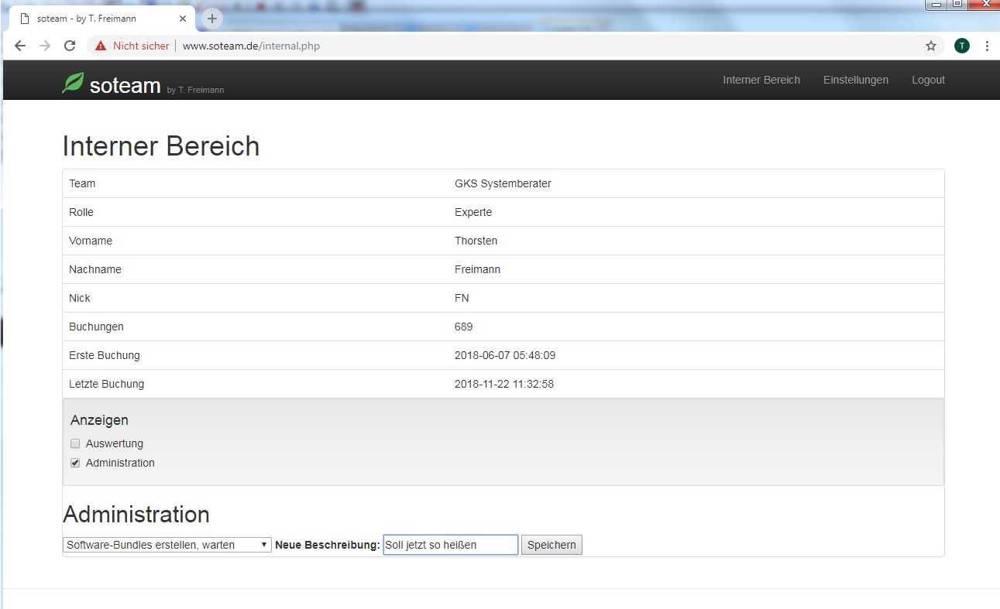 soteam - by T. Freimann
Nicht sicher www.soteam.de/internal.php
T
soteam by T. Freimann Interner Bereich Einstellungen Logout
Interner Bereich
Team GKS Systemberater
Rolle Experte
Vorname Thorsten
Nachname Freimann
Nick FN
Buchungen 689
Erste Buchung 2018-06-07 05:48:09
Letzte Buchung 2018-11-22 11:32:58
Anzeigen
Auswertung
Administration
Administration
Software-Bundles erstellen, warten Neue Beschreibung: Soll jetzt so heißen Speichern